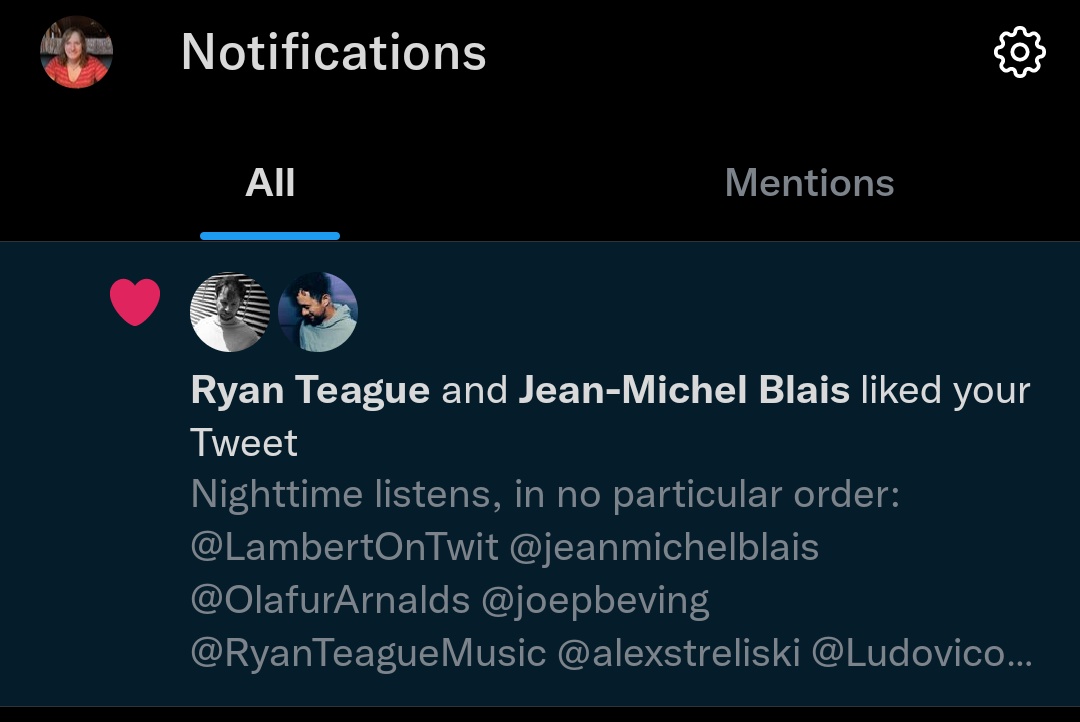 Notifications
All
Mentions
Ryan Teague and Jean-Michel Blais liked your
Tweet
Nighttime listens, in no particular order:
@LambertOnTwit @jeanmichelblais
@OlafurArnalds @joepbeving
@RyanTeagueMusic @alexstreliski @Ludovico...